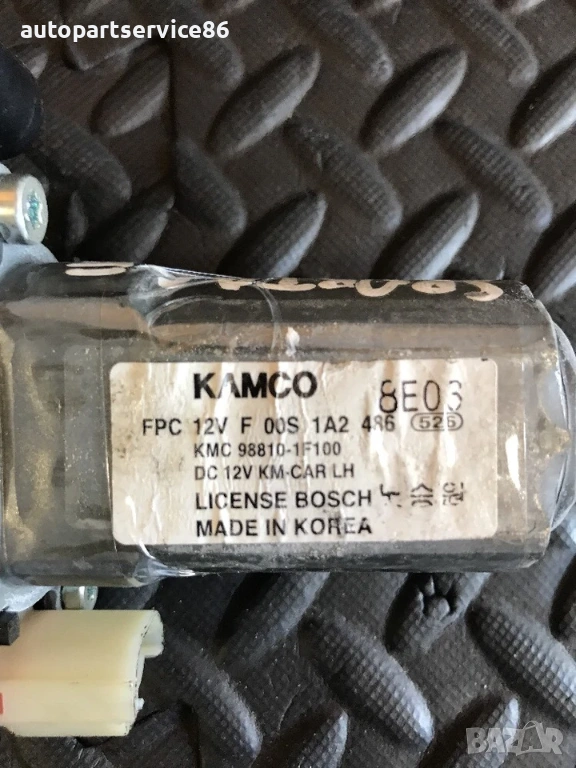 autopartservice86
KAMCO 8E03
FPC 12V F 00S 1A2 486 526
KMC 98810-1F100
DC 12V KM-CAR LH
LICENSE BOSCH
MADE IN KOREA
BAZAR